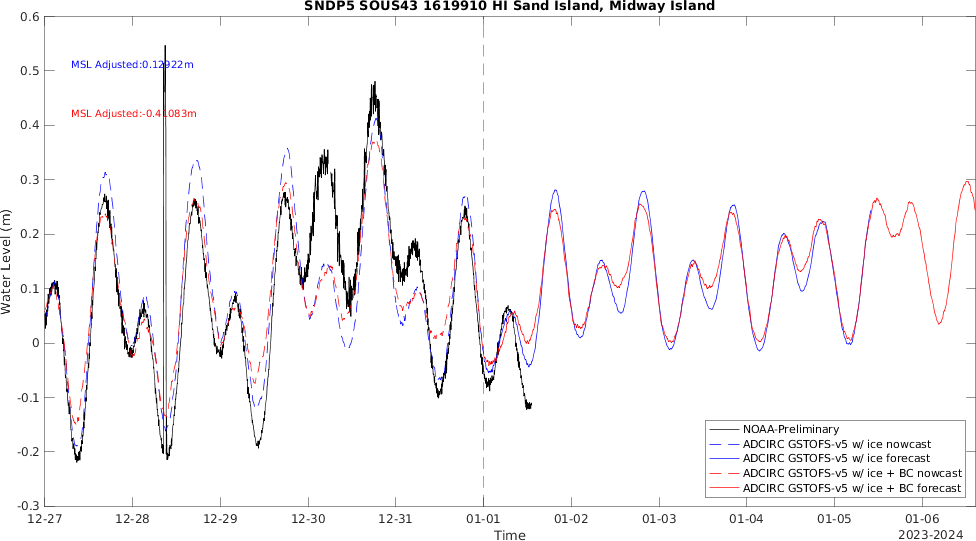 SNDP5 SOUS43 1619910 HI Sand Island, Midway Island
0.6
0.5
0.4
0.3
0.2
0.1
0
-0.1
-0.2
-0.3
Water Level (m)
MSL Adjusted:0.12922m
MSL Adjusted:-0.41083m
NOAA-Preliminary
ADCIRC GSTOFS-v5 w/ ice nowcast
ADCIRC GSTOFS-v5 w/ ice forecast
ADCIRC GSTOFS-v5 w/ ice + BC nowcast
ADCIRC GSTOFS-v5 w/ ice + BC forecast
12-27 12-28 12-29 12-30 12-31 01-01 01-02 01-03 01-04 01-05 01-06
Time
2023-2024